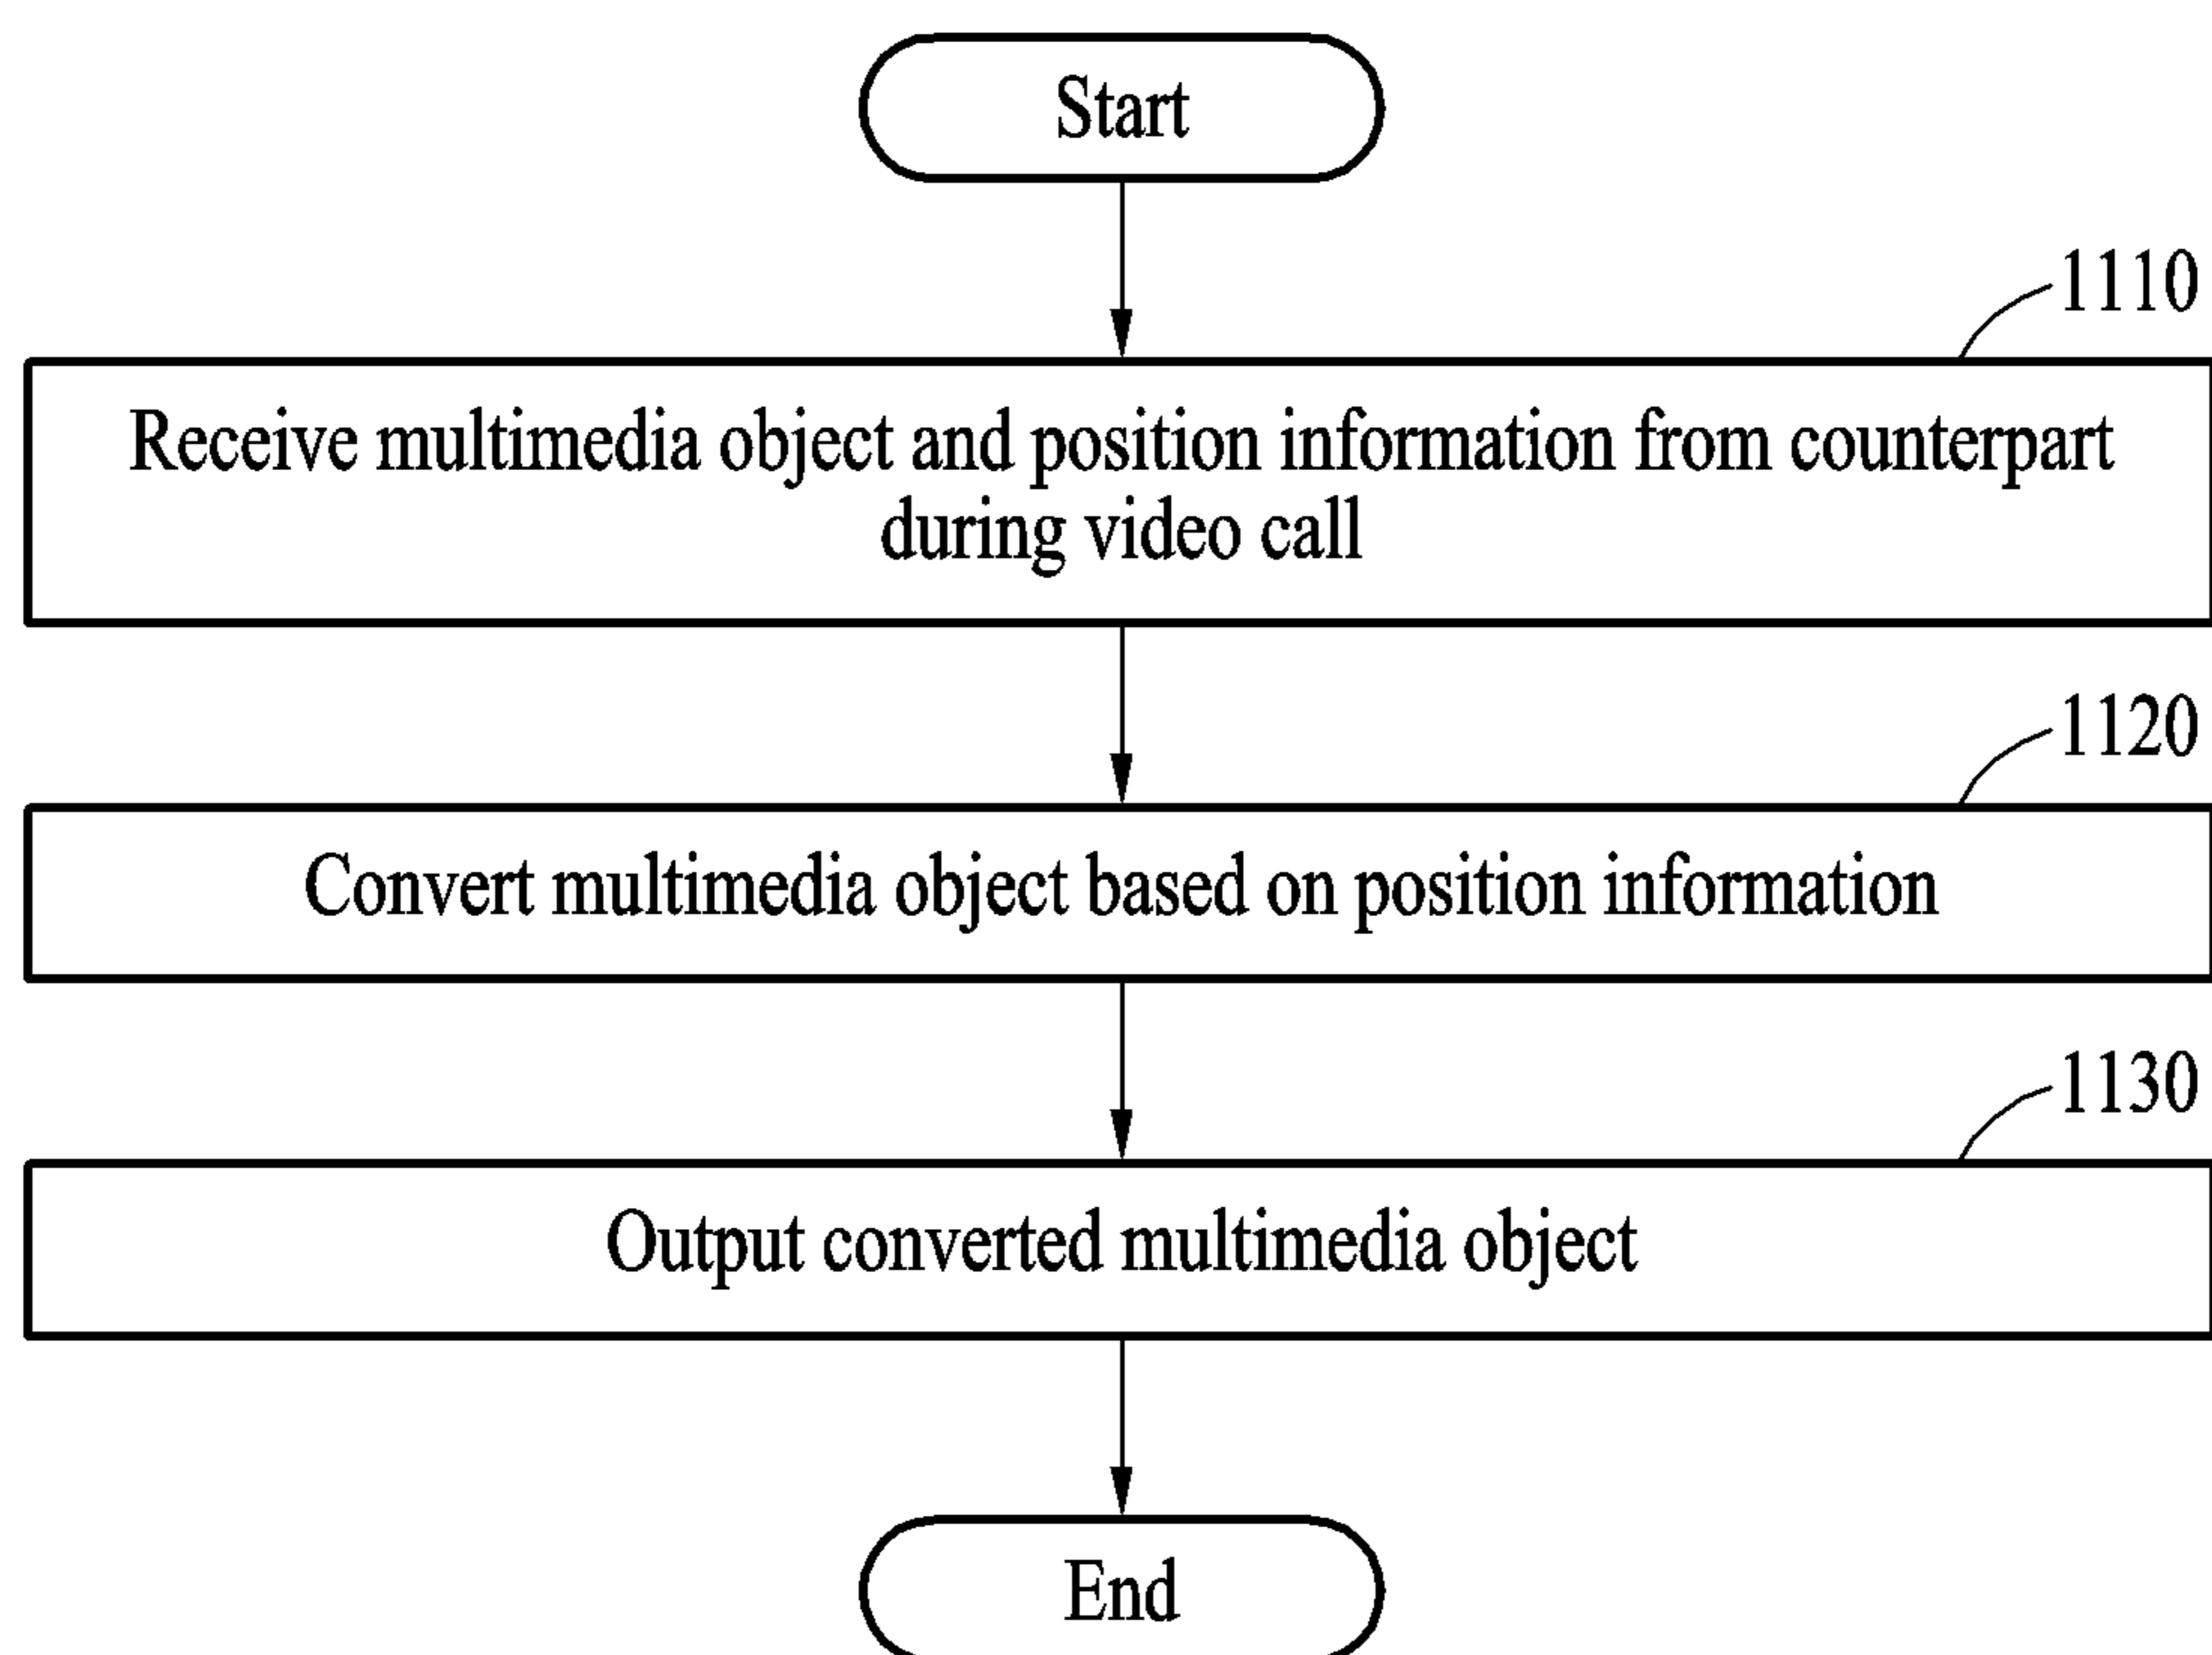 Start
1110
Receive multimedia object and position information from counterpart
during video call
1120
Convert multimedia object based on position information
1130
Output converted multimedia object
End